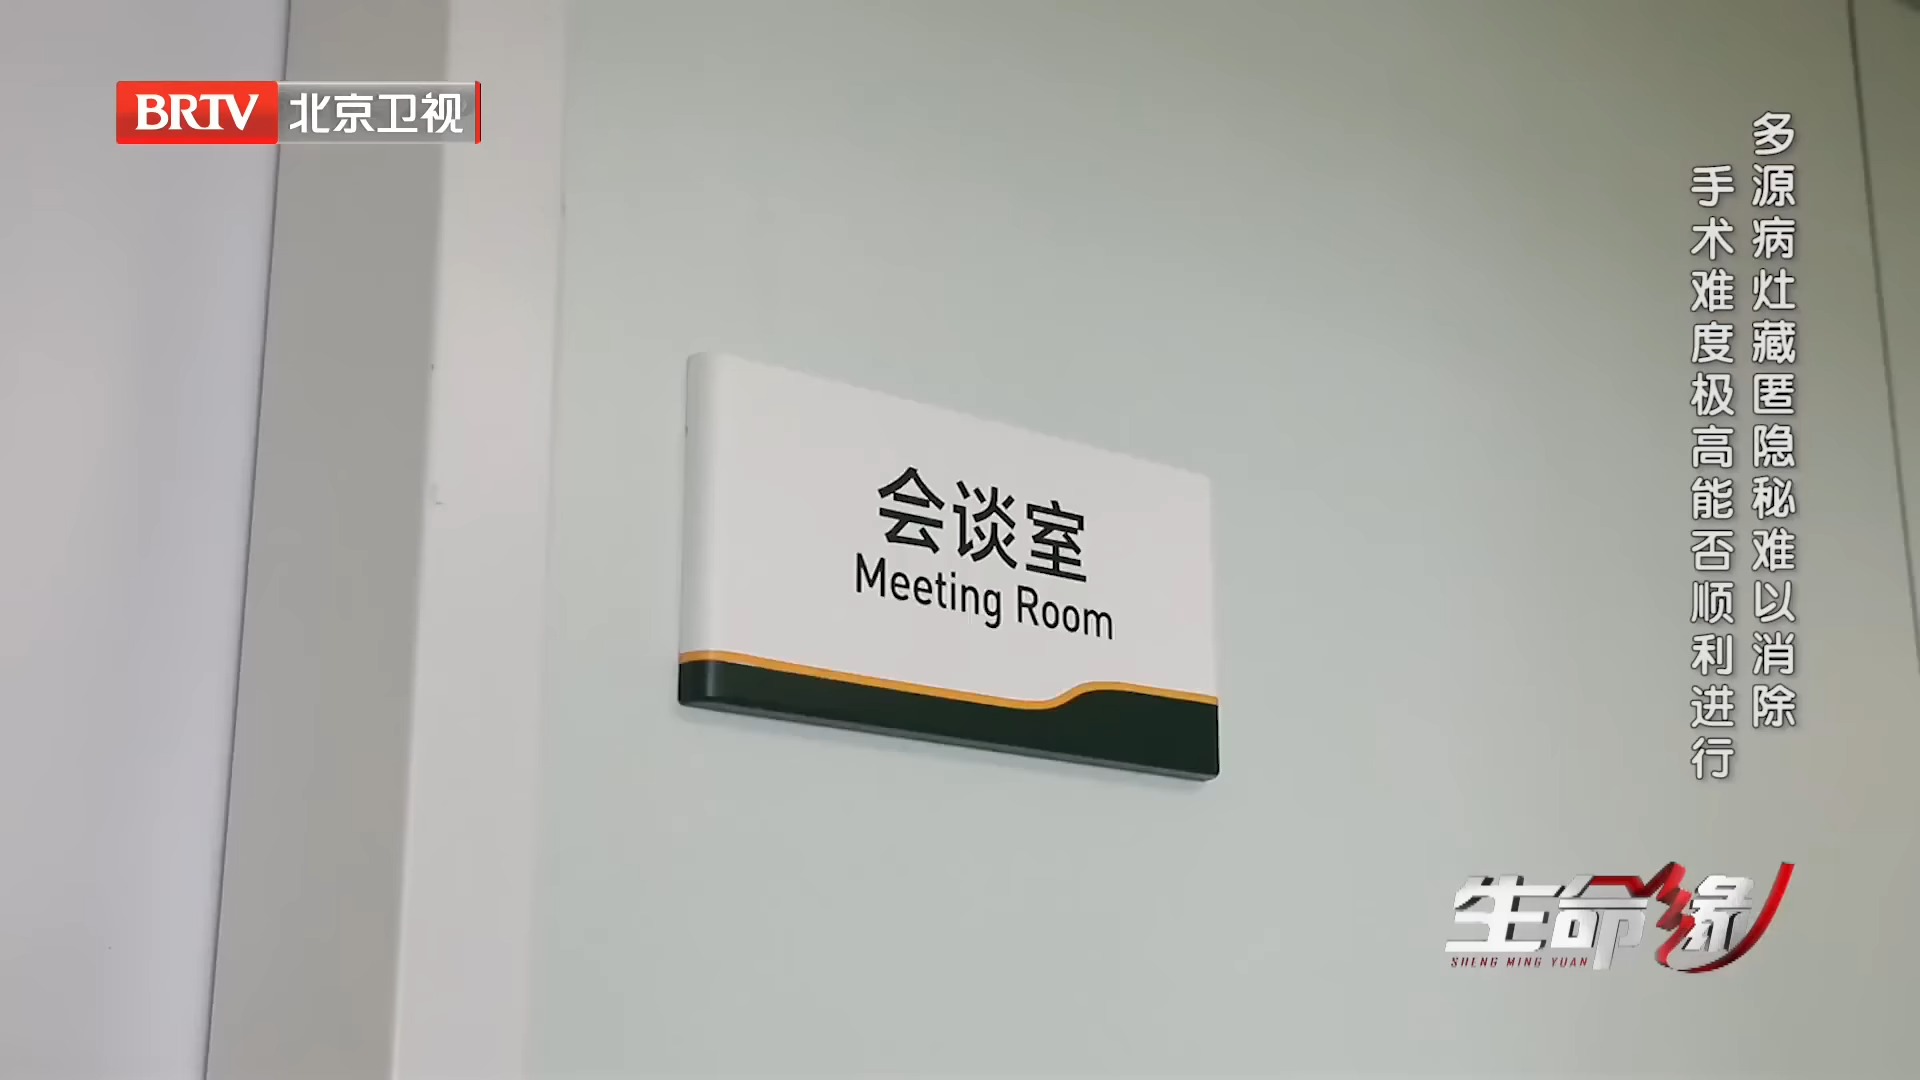 BRTV 北京卫视
多源病灶藏匿隐秘难以消除
手术难度极高能否顺利进行
会谈室
Meeting Room
生命缘
SHENG MING YUAN